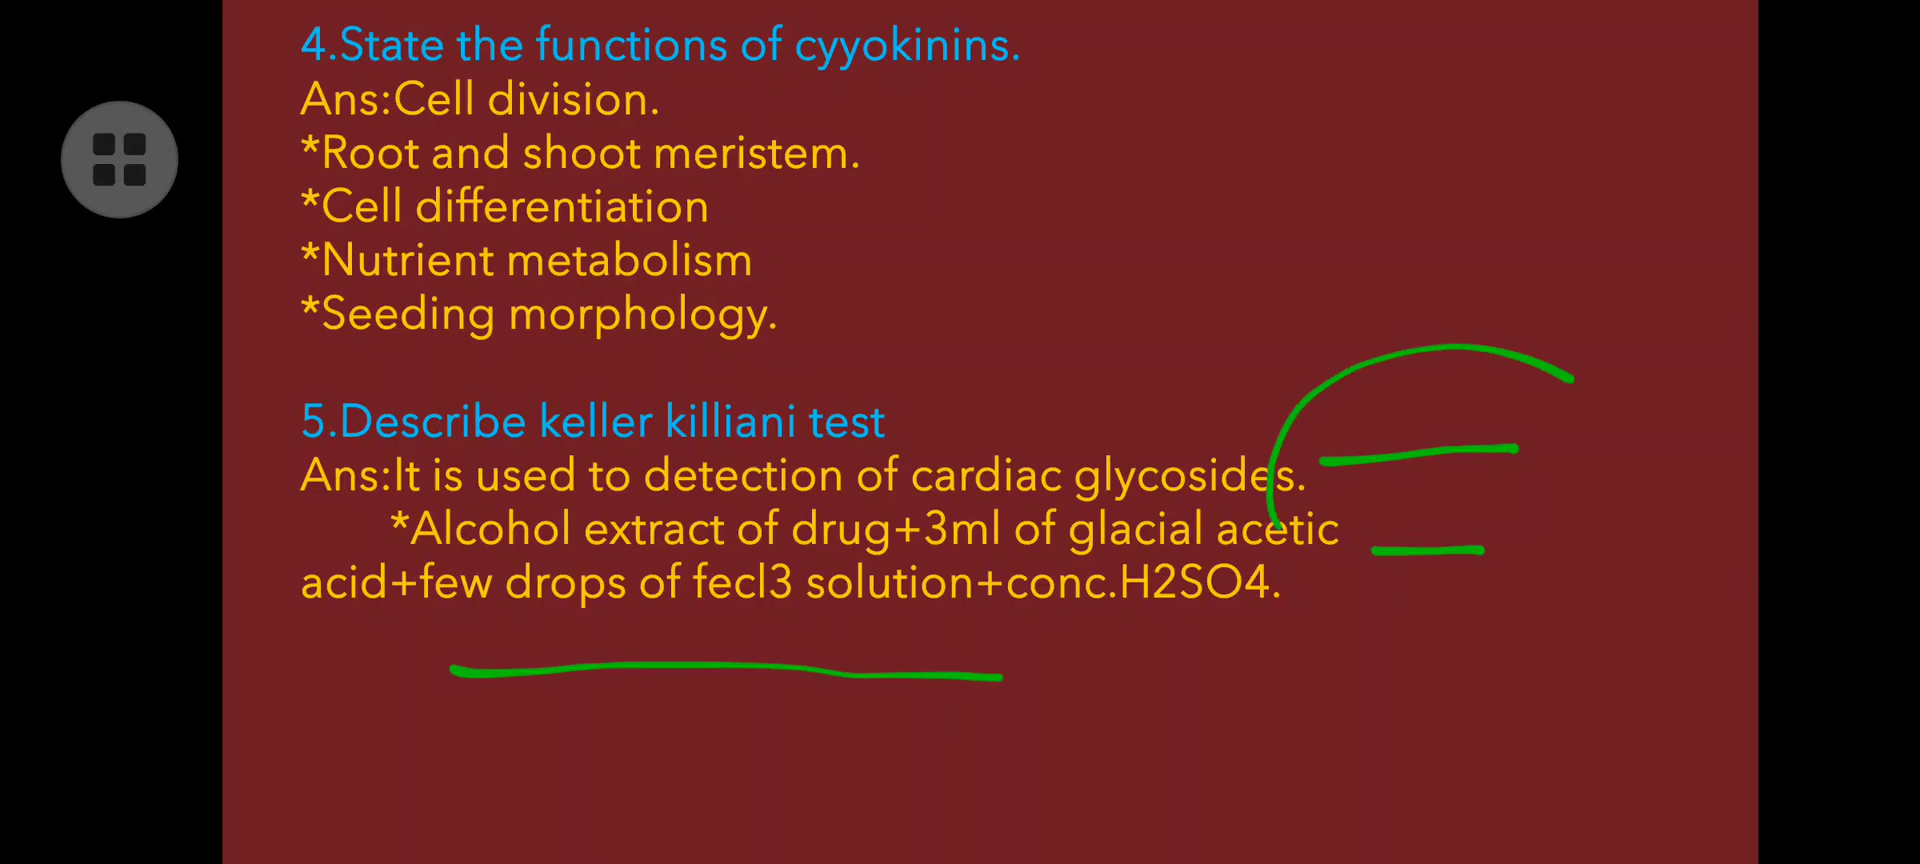 4.State the functions of cyyokinins.
Ans:Cell division.
*Root and shoot meristem.
*Cell differentiation
*Nutrient metabolism
*Seeding morphology.
5.Describe keller killiani test
Ans:It is used to detection of cardiac glycosides.
*Alcohol extract of drug+3ml of glacial acetic
acid+few drops of fecl3 solution+conc.H2SO4.